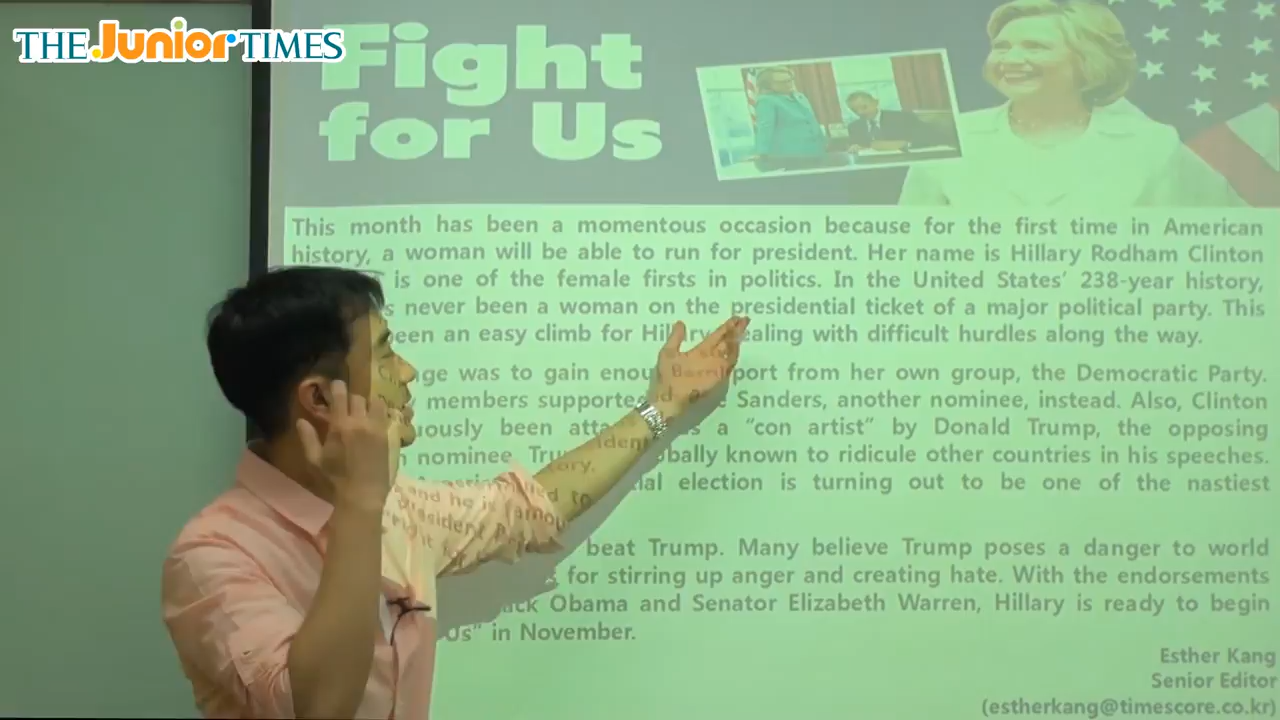 THE Junior TIMES
Fight
for Us
This month has been a momentous occasion because for the first time in American
history, a woman will be able to run for president. Her name is Hillary Rodham Clinton
is one of the female firsts in politics. In the United States’ 238-year history,
never been a woman on the presidential ticket of a major political party. This
been an easy climb for Hillary dealing with difficult hurdles along the way.
was to gain from her own group, the Democratic Party.
members supported Sanders, another nominee, instead. Also, Clinton
been as a “con artist” by Donald Trump, the opposing
nominee. known to ridicule other countries in his speeches.
election is turning out to be one of the nastiest
beat Trump. Many believe Trump poses a danger to world
and he is famous for stirring up anger and creating hate. With the endorsements
President Obama and Senator Elizabeth Warren, Hillary is ready to begin
Us” in November.
Esther Kang
Senior Editor
(estherkang@timescore.co.kr)